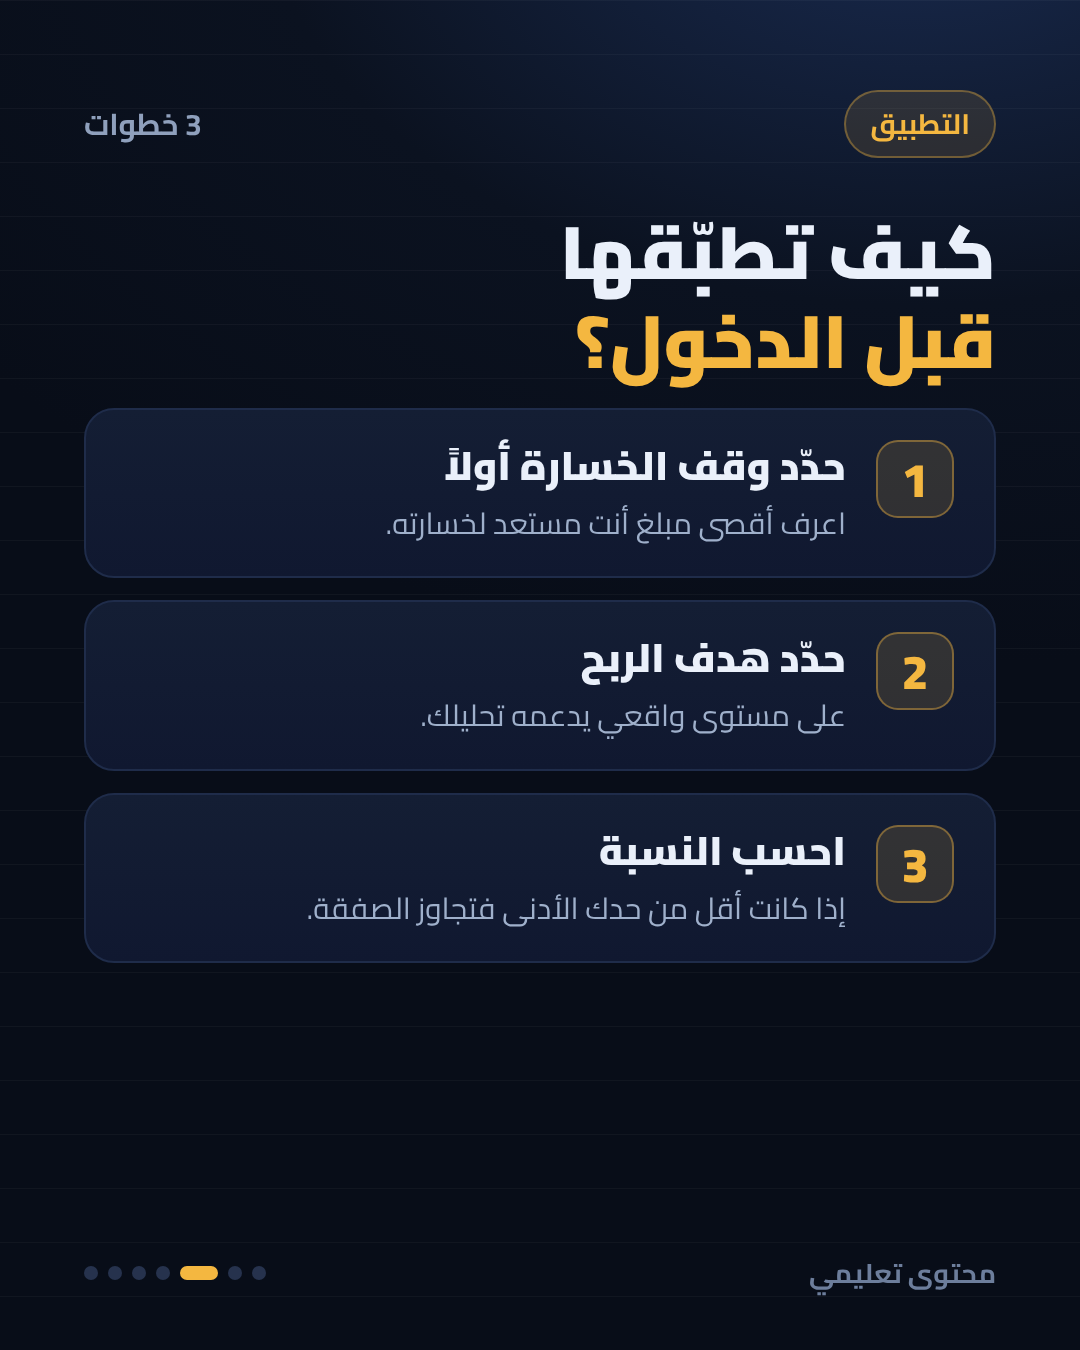 التطبيق
3 خطوات
كيف تطبّقها
قبل الدخول؟
1
حدّد وقف الخسارة أولاً
اعرف أقصى مبلغ أنت مستعد لخسارته.
2
حدّد هدف الربح
على مستوى واقعي يدعمه تحليلك.
3
احسب النسبة
إذا كانت أقل من حدك الأدنى فتجاوز الصفقة.
محتوى تعليمي